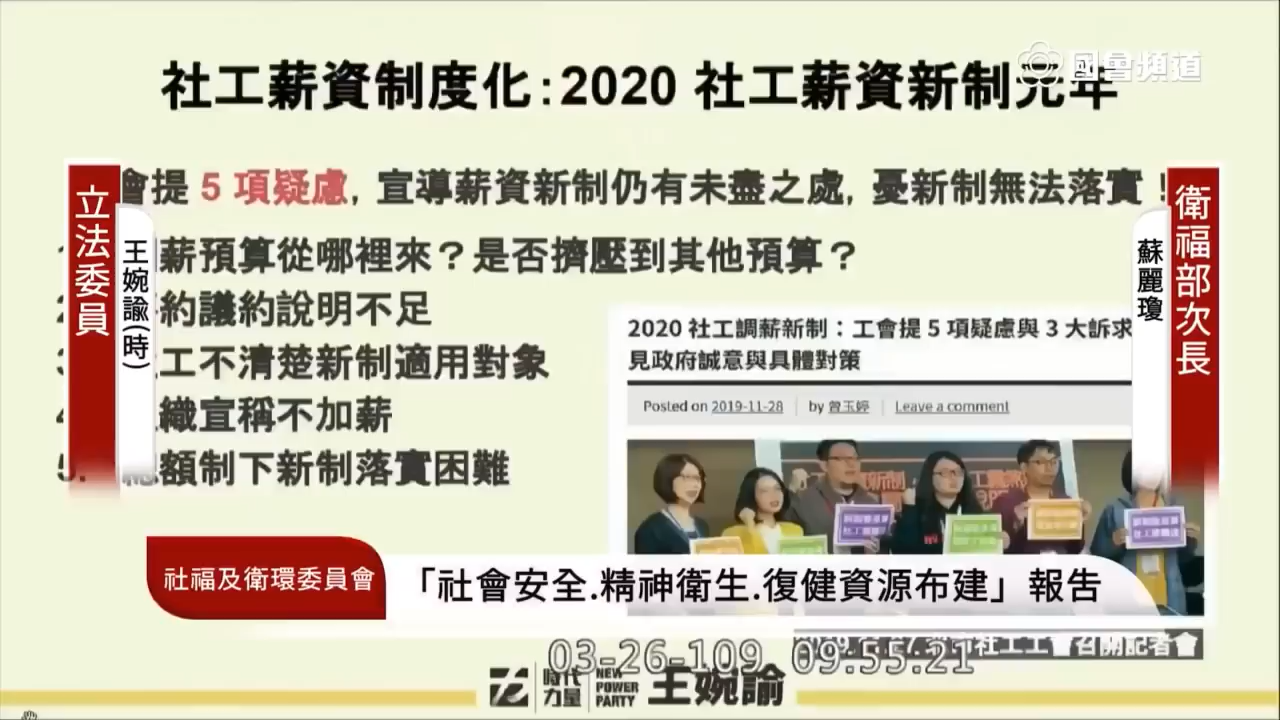 社工薪資制度化：2020 社工薪資新制元年
國會頻道
會提 5 項疑慮，宣導薪資新制仍有未盡之處，憂新制無法落實！
薪預算從哪裡來？是否擠壓到其他預算？
約議約說明不足
工不清楚新制適用對象
織宣稱不加薪
5. 額制下新制落實困難
立法委員
王婉諭(時)
衛福部次長
蘇麗瓊
2020 社工調薪新制：工會提 5 項疑慮與 3 大訴求
見政府誠意與具體對策
Posted on 2019-11-28 by 曾玉婷 Leave a comment
社福及衛環委員會
「社會安全.精神衛生.復健資源布建」報告
社工工會召開記者會
03-26-109 09.55.21
時代力量
NEW POWER PARTY
王婉諭